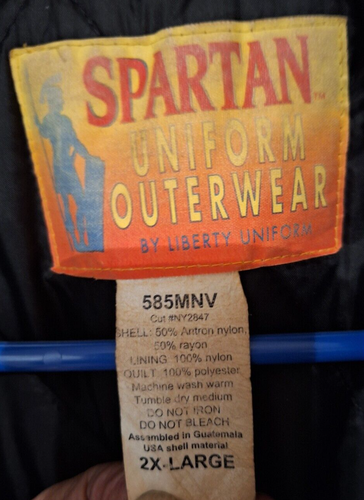 SPARTAN™
UNIFORM
OUTERWEAR
BY LIBERTY UNIFORM
585MNV
Cut #NY2847
SHELL: 50% Antron nylon,
50% rayon
LINING: 100% nylon
QUILT: 100% polyester
Machine wash warm
Tumble dry medium
DO NOT IRON
DO NOT BLEACH
Assembled in Guatemala
USA shell material
2X-LARGE